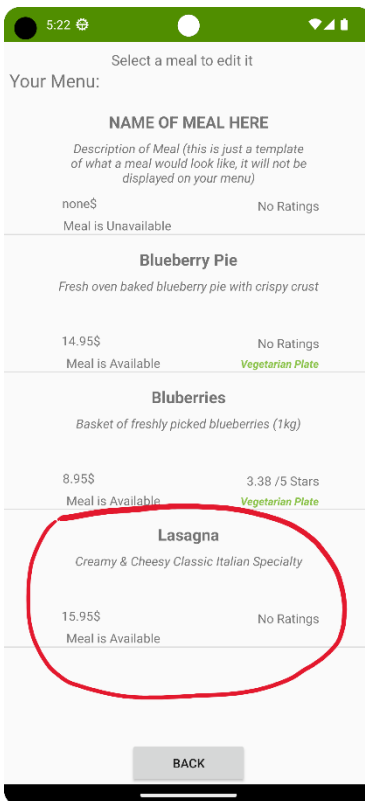 5:22
Select a meal to edit it
Your Menu:
NAME OF MEAL HERE
Description of Meal (this is just a template
of what a meal would look like, it will not be
displayed on your menu)
none$
No Ratings
Meal is Unavailable
Blueberry Pie
Fresh oven baked blueberry pie with crispy crust
14.95$
No Ratings
Meal is Available
Vegetarian Plate
Bluberries
Basket of freshly picked blueberries (1kg)
8.95$
3.38 /5 Stars
Meal is Available
Vegetarian Plate
Lasagna
Creamy & Cheesy Classic Italian Specialty
15.95$
No Ratings
Meal is Available
BACK